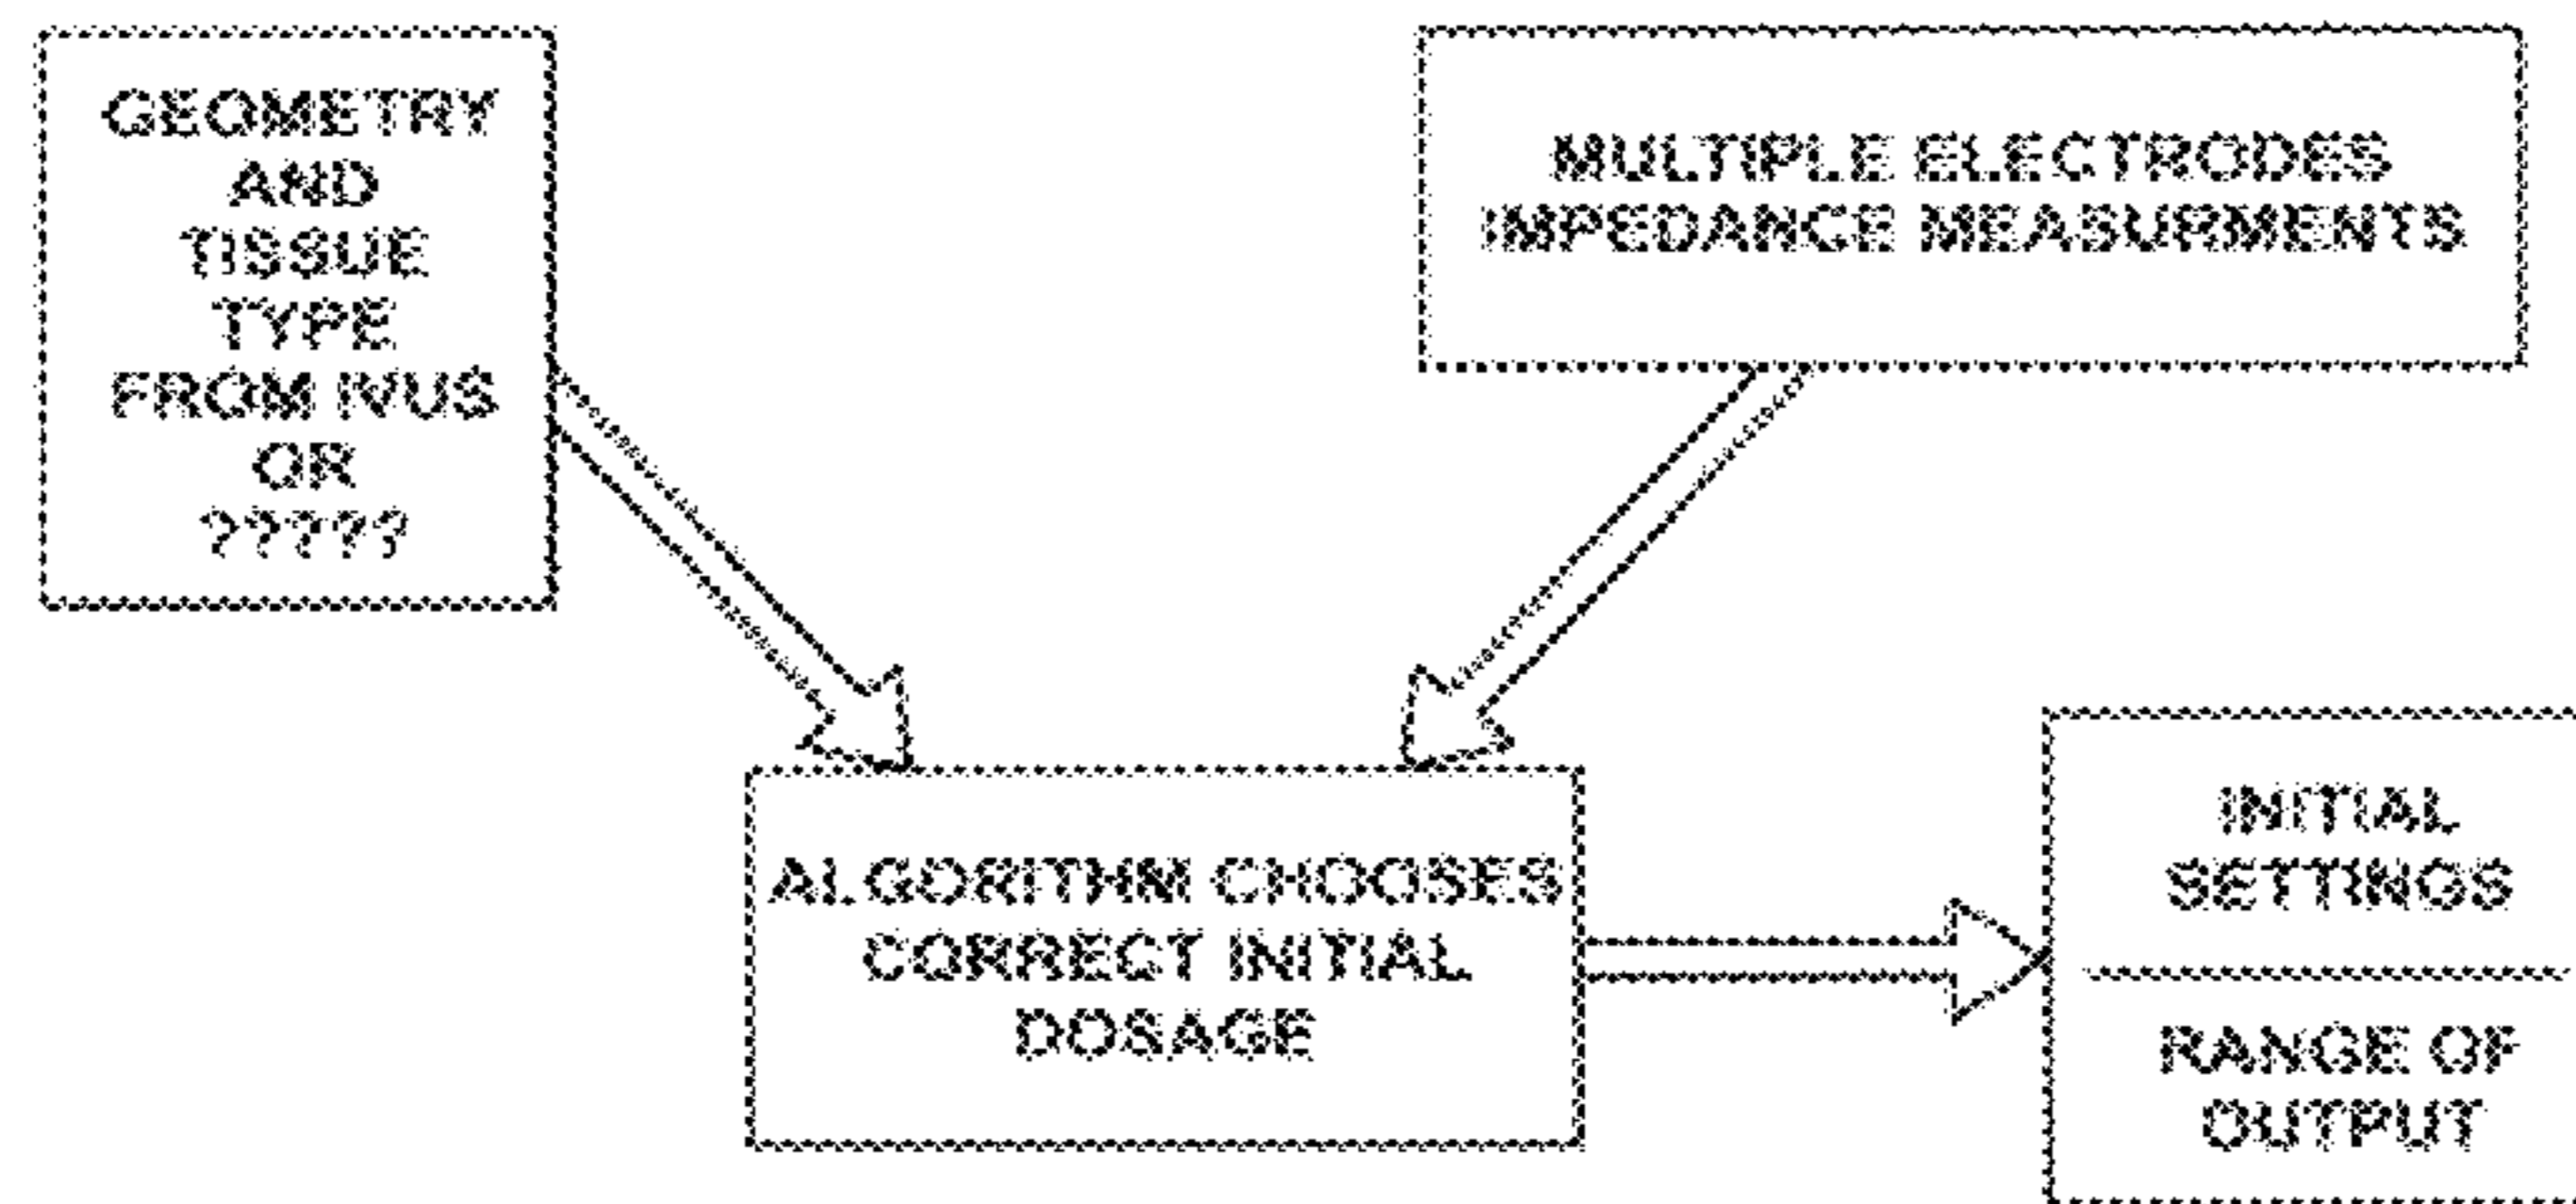 GEOMETRY
AND
TISSUE
TYPE
FROM IVUS
OR
?????
MULTIPLE ELECTRODES
IMPEDANCE MEASURMENTS
ALGORITHM CHOOSES
CORRECT INITIAL
DOSAGE
INITIAL
SETTINGS
RANGE OF
OUTPUT